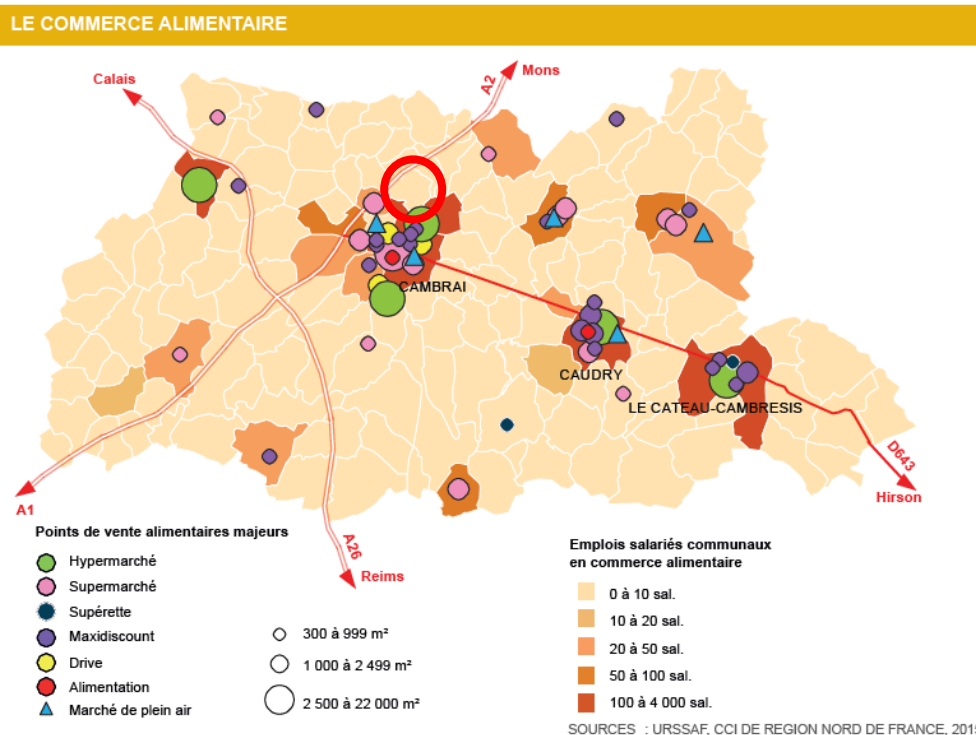 LE COMMERCE ALIMENTAIRE
Calais
A2
Mons
CAMBRAI
CAUDRY
LE CATEAU-CAMBRESIS
D643
Hirson
A1
A26
Reims
Points de vente alimentaires majeurs
Hypermarché
Supermarché
Supérette
Maxidiscount
Drive
Alimentation
Marché de plein air
300 à 999 m²
1 000 à 2 499 m²
2 500 à 22 000 m²
Emplois salariés communaux
en commerce alimentaire
0 à 10 sal.
10 à 20 sal.
20 à 50 sal.
50 à 100 sal.
100 à 4 000 sal.
SOURCES : URSSAF, CCI DE REGION NORD DE FRANCE, 2015